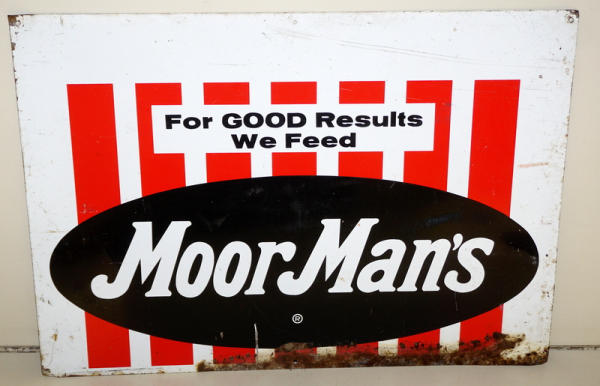 For GOOD Results
We Feed
MoorMan's
®